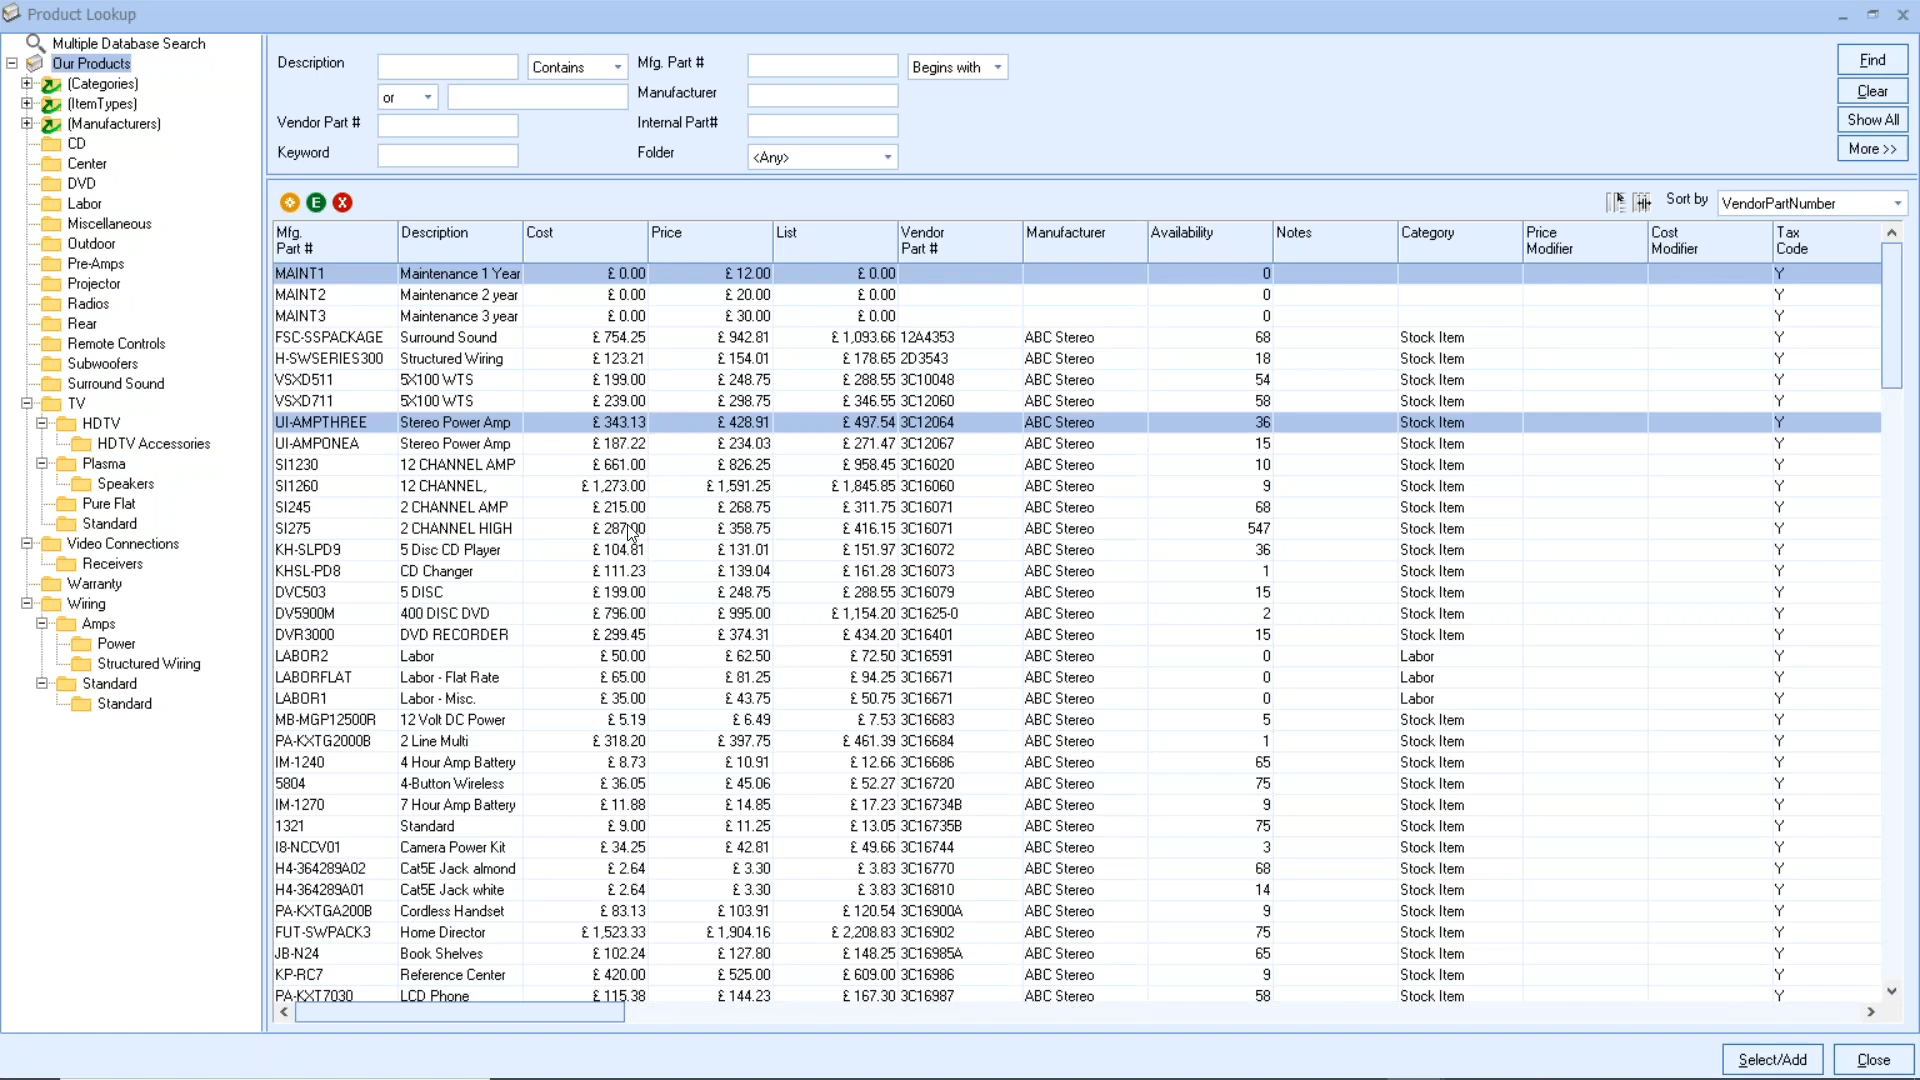 Product Lookup
Multiple Database Search
Our Products
(Categories)
(ItemTypes)
(Manufacturers)
CD
Center
DVD
Labor
Miscellaneous
Outdoor
Pre-Amps
Projector
Radios
Rear
Remote Controls
Subwoofers
Surround Sound
TV
HDTV
HDTV Accessories
Plasma
Speakers
Pure Flat
Standard
Video Connections
Receivers
Warranty
Wiring
Amps
Power
Structured Wiring
Standard
Standard
Description Contains Mfg. Part # Begins with Find
or Manufacturer Clear
Vendor Part # Internal Part# Show All
Keyword Folder <Any> More >>
E X Sort by VendorPartNumber
Mfg. Part # Description Cost Price List Vendor Part # Manufacturer Availability Notes Category Price Modifier Cost Modifier Tax Code
MAINT1 Maintenance 1 Year £ 0.00 £ 12.00 £ 0.00 0 Y
MAINT2 Maintenance 2 year £ 0.00 £ 20.00 £ 0.00 0 Y
MAINT3 Maintenance 3 year £ 0.00 £ 30.00 £ 0.00 0 Y
FSC-SSPACKAGE Surround Sound £ 754.25 £ 942.81 £ 1,093.66 12A4353 ABC Stereo 68 Stock Item Y
H-SWSERIES300 Structured Wiring £ 123.21 £ 154.01 £ 178.65 2D3543 ABC Stereo 18 Stock Item Y
VSXD511 5X100 WTS £ 199.00 £ 248.75 £ 288.55 3C10048 ABC Stereo 54 Stock Item Y
VSXD711 5X100 WTS £ 239.00 £ 298.75 £ 346.55 3C12060 ABC Stereo 58 Stock Item Y
UI-AMPTHREE Stereo Power Amp £ 343.13 £ 428.91 £ 497.54 3C12064 ABC Stereo 36 Stock Item Y
UI-AMPONEA Stereo Power Amp £ 187.22 £ 234.03 £ 271.47 3C12067 ABC Stereo 15 Stock Item Y
SI1230 12 CHANNEL AMP £ 661.00 £ 826.25 £ 958.45 3C16020 ABC Stereo 10 Stock Item Y
SI1260 12 CHANNEL, £ 1,273.00 £ 1,591.25 £ 1,845.85 3C16060 ABC Stereo 9 Stock Item Y
SI245 2 CHANNEL AMP £ 215.00 £ 268.75 £ 311.75 3C16071 ABC Stereo 68 Stock Item Y
SI275 2 CHANNEL HIGH £ 287.00 £ 358.75 £ 416.15 3C16071 ABC Stereo 547 Stock Item Y
KH-SLPD9 5 Disc CD Player £ 104.81 £ 131.01 £ 151.97 3C16072 ABC Stereo 36 Stock Item Y
KHSL-PD8 CD Changer £ 111.23 £ 139.04 £ 161.28 3C16073 ABC Stereo 1 Stock Item Y
DVC503 5 DISC £ 199.00 £ 248.75 £ 288.55 3C16079 ABC Stereo 15 Stock Item Y
DV5900M 400 DISC DVD £ 796.00 £ 995.00 £ 1,154.20 3C1625-0 ABC Stereo 2 Stock Item Y
DVR3000 DVD RECORDER £ 299.45 £ 374.31 £ 434.20 3C16401 ABC Stereo 15 Stock Item Y
LABOR2 Labor £ 50.00 £ 62.50 £ 72.50 3C16591 ABC Stereo 0 Labor Y
LABORFLAT Labor - Flat Rate £ 65.00 £ 81.25 £ 94.25 3C16671 ABC Stereo 0 Labor Y
LABOR1 Labor - Misc. £ 35.00 £ 43.75 £ 50.75 3C16671 ABC Stereo 0 Labor Y
MB-MGP12500R 12 Volt DC Power £ 5.19 £ 6.49 £ 7.53 3C16683 ABC Stereo 5 Stock Item Y
PA-KXTG2000B 2 Line Multi £ 318.20 £ 397.75 £ 461.39 3C16684 ABC Stereo 1 Stock Item Y
IM-1240 4 Hour Amp Battery £ 8.73 £ 10.91 £ 12.66 3C16686 ABC Stereo 65 Stock Item Y
5804 4-Button Wireless £ 36.05 £ 45.06 £ 52.27 3C16720 ABC Stereo 75 Stock Item Y
IM-1270 7 Hour Amp Battery £ 11.88 £ 14.85 £ 17.23 3C16734B ABC Stereo 9 Stock Item Y
1321 Standard £ 9.00 £ 11.25 £ 13.05 3C16735B ABC Stereo 75 Stock Item Y
I8-NCCV01 Camera Power Kit £ 34.25 £ 42.81 £ 49.66 3C16744 ABC Stereo 3 Stock Item Y
H4-364289A02 Cat5E Jack almond £ 2.64 £ 3.30 £ 3.83 3C16770 ABC Stereo 68 Stock Item Y
H4-364289A01 Cat5E Jack white £ 2.64 £ 3.30 £ 3.83 3C16810 ABC Stereo 14 Stock Item Y
PA-KXTGA200B Cordless Handset £ 83.13 £ 103.91 £ 120.54 3C16900A ABC Stereo 9 Stock Item Y
FUT-SWPACK3 Home Director £ 1,523.33 £ 1,904.16 £ 2,208.83 3C16902 ABC Stereo 75 Stock Item Y
JB-N24 Book Shelves £ 102.24 £ 127.80 £ 148.25 3C16985A ABC Stereo 65 Stock Item Y
KP-RC7 Reference Center £ 420.00 £ 525.00 £ 609.00 3C16986 ABC Stereo 9 Stock Item Y
PA-KXT7030 LCD Phone £ 115.38 £ 144.23 £ 167.30 3C16987 ABC Stereo 58 Stock Item Y
Select/Add Close